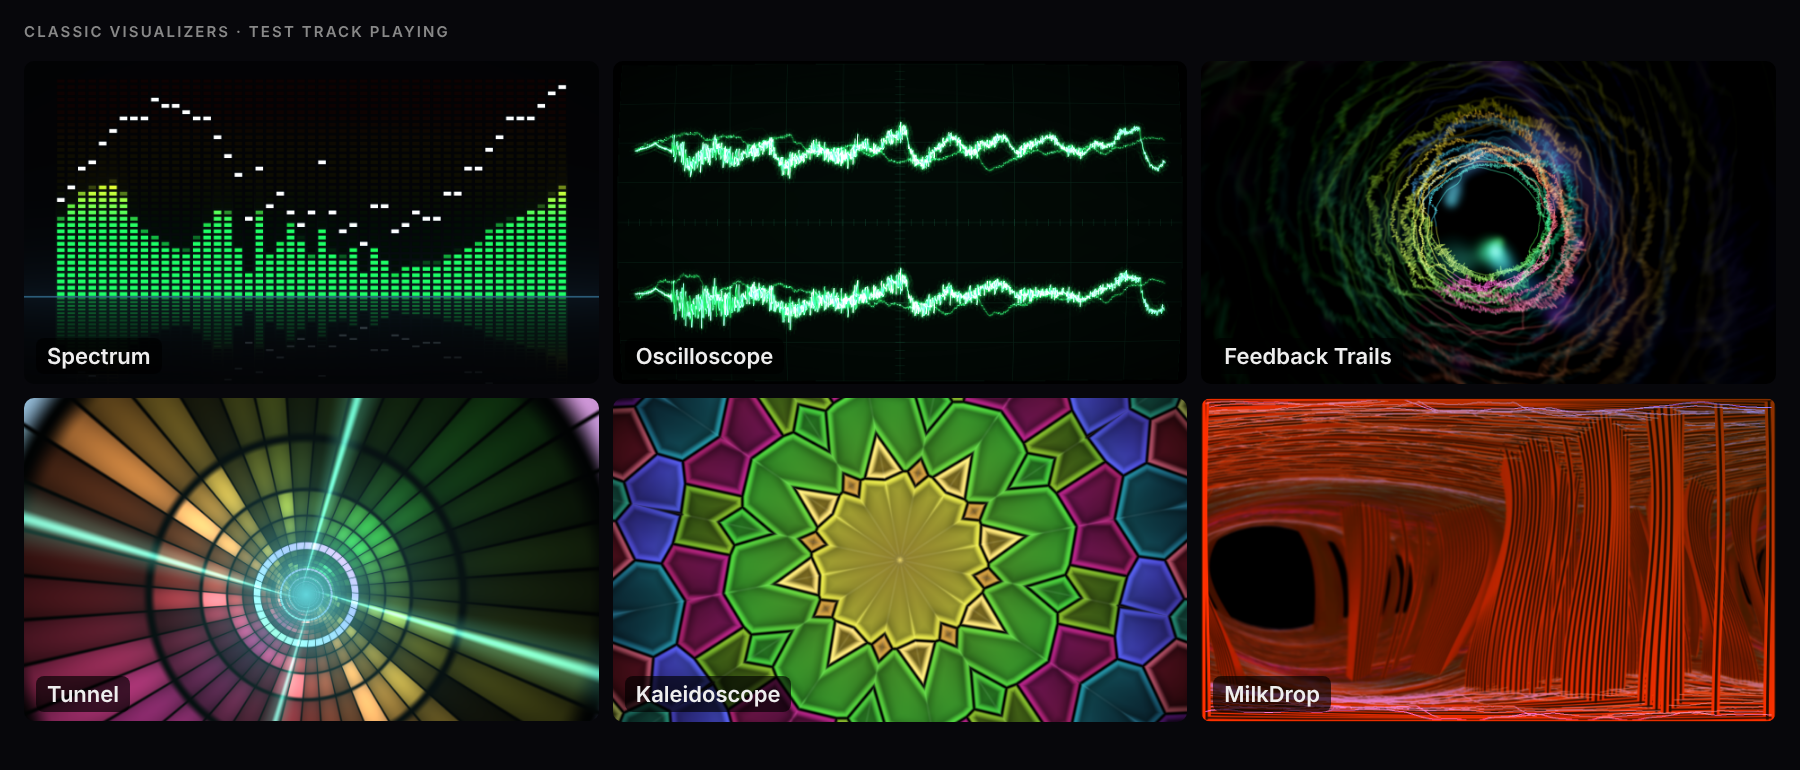 CLASSIC VISUALIZERS · TEST TRACK PLAYING
Spectrum
Oscilloscope
Feedback Trails
Tunnel
Kaleidoscope
MilkDrop